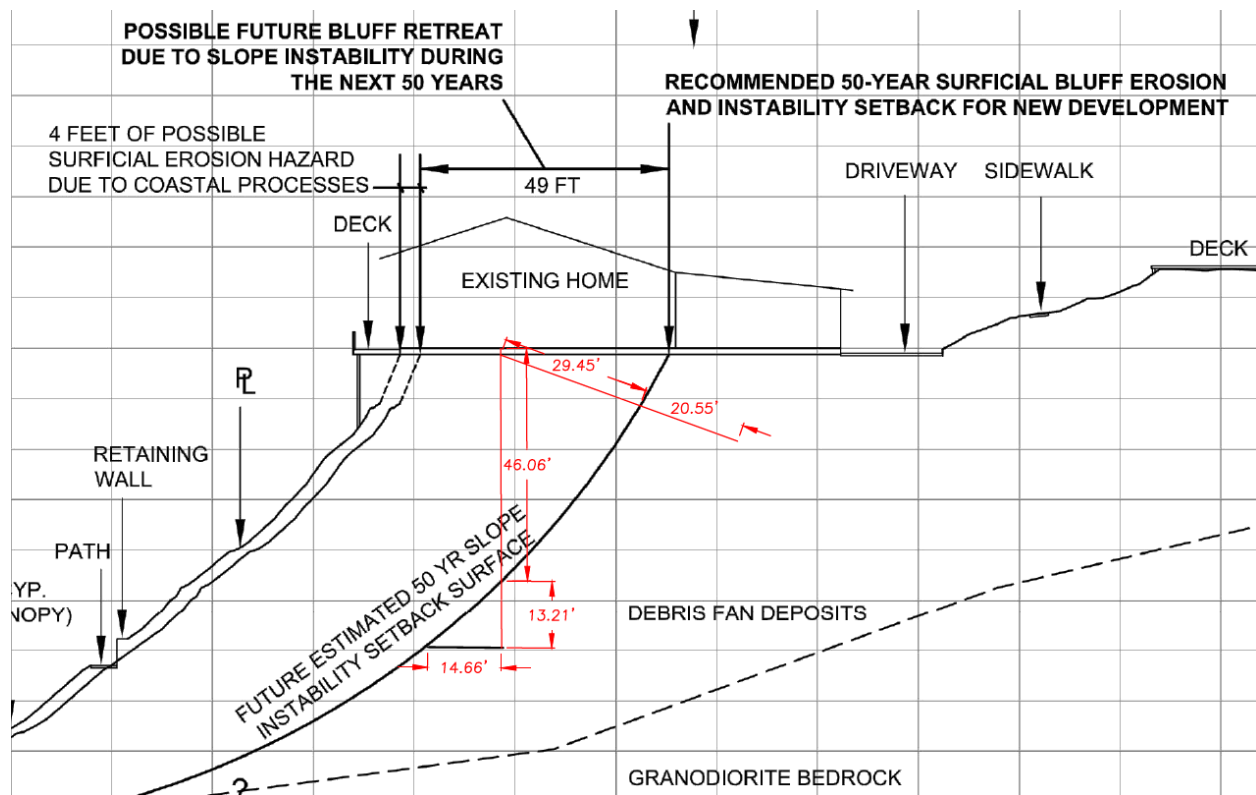 POSSIBLE FUTURE BLUFF RETREAT
DUE TO SLOPE INSTABILITY DURING
THE NEXT 50 YEARS
RECOMMENDED 50-YEAR SURFICIAL BLUFF EROSION
AND INSTABILITY SETBACK FOR NEW DEVELOPMENT
4 FEET OF POSSIBLE
SURFICIAL EROSION HAZARD
DUE TO COASTAL PROCESSES
49 FT
DRIVEWAY
SIDEWALK
DECK
DECK
EXISTING HOME
29.45'
20.55'
PL
RETAINING
WALL
46.06'
PATH
YP.
NOPY)
FUTURE ESTIMATED 50 YR SLOPE
INSTABILITY SETBACK SURFACE
13.21'
14.66'
DEBRIS FAN DEPOSITS
?
GRANODIORITE BEDROCK